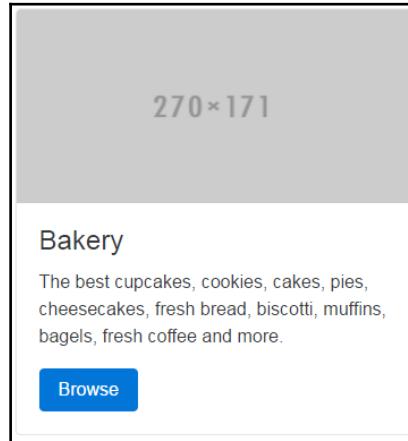 270×171
Bakery
The best cupcakes, cookies, cakes, pies,
cheesecakes, fresh bread, biscotti, muffins,
bagels, fresh coffee and more.
Browse